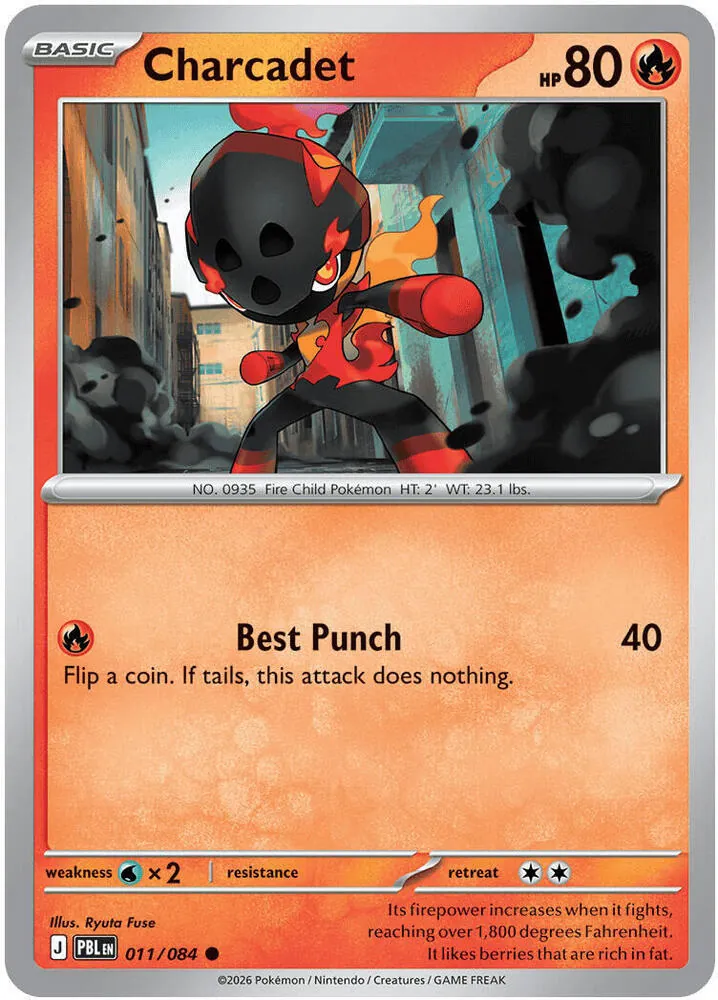 BASIC
Charcadet
HP 80
NO. 0935 Fire Child Pokémon HT: 2' WT: 23.1 lbs.
Best Punch 40
Flip a coin. If tails, this attack does nothing.
weakness ×2 resistance retreat
Illus. Ryuta Fuse
J PBL EN 011/084
Its firepower increases when it fights,
reaching over 1,800 degrees Fahrenheit.
It likes berries that are rich in fat.
©2026 Pokémon / Nintendo / Creatures / GAME FREAK